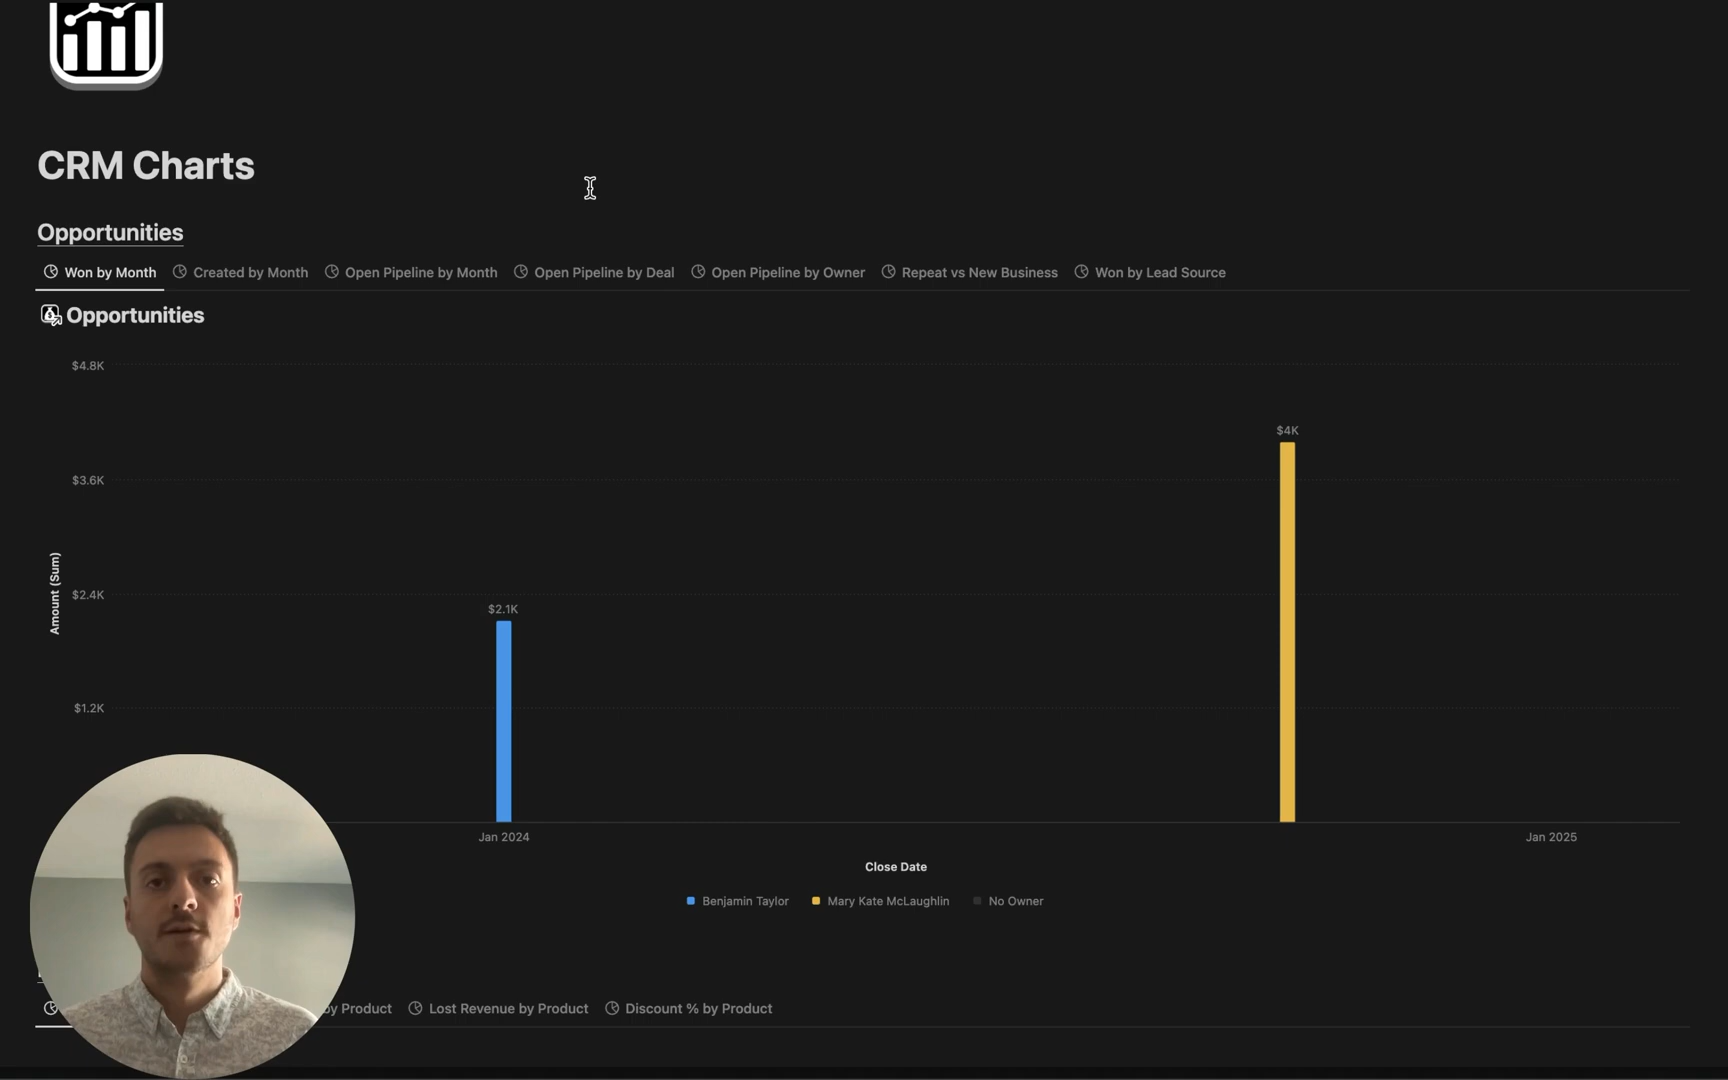 CRM Charts
Opportunities
Won by Month Created by Month Open Pipeline by Month Open Pipeline by Deal Open Pipeline by Owner Repeat vs New Business Won by Lead Source
Opportunities
$4.8K
$4K
$3.6K
Amount (Sum)
$2.4K
$2.1K
$1.2K
Jan 2024 Jan 2025
Close Date
Benjamin Taylor Mary Kate McLaughlin No Owner
by Product Lost Revenue by Product Discount % by Product